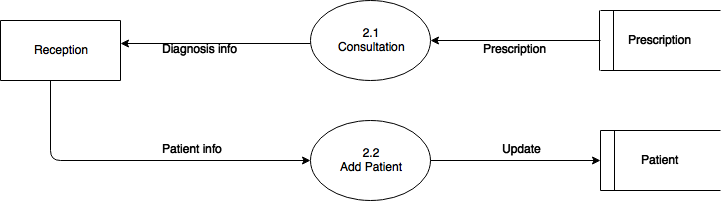 Reception
Diagnosis info
2.1
Consultation
Prescription
Prescription
Patient info
2.2
Add Patient
Update
Patient